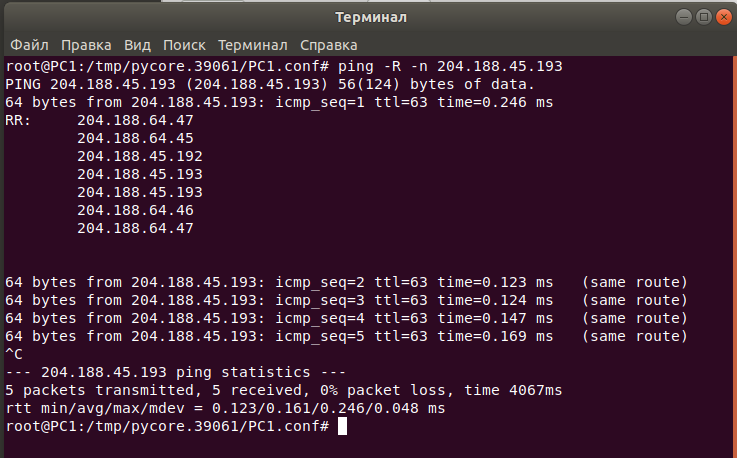 Терминал
Файл Правка Вид Поиск Терминал Справка
root@PC1:/tmp/pycore.39061/PC1.conf# ping -R -n 204.188.45.193
PING 204.188.45.193 (204.188.45.193) 56(124) bytes of data.
64 bytes from 204.188.45.193: icmp_seq=1 ttl=63 time=0.246 ms
RR:     204.188.64.47
        204.188.64.45
        204.188.45.192
        204.188.45.193
        204.188.45.193
        204.188.64.46
        204.188.64.47
64 bytes from 204.188.45.193: icmp_seq=2 ttl=63 time=0.123 ms   (same route)
64 bytes from 204.188.45.193: icmp_seq=3 ttl=63 time=0.124 ms   (same route)
64 bytes from 204.188.45.193: icmp_seq=4 ttl=63 time=0.147 ms   (same route)
64 bytes from 204.188.45.193: icmp_seq=5 ttl=63 time=0.169 ms   (same route)
^C
--- 204.188.45.193 ping statistics ---
5 packets transmitted, 5 received, 0% packet loss, time 4067ms
rtt min/avg/max/mdev = 0.123/0.161/0.246/0.048 ms
root@PC1:/tmp/pycore.39061/PC1.conf#